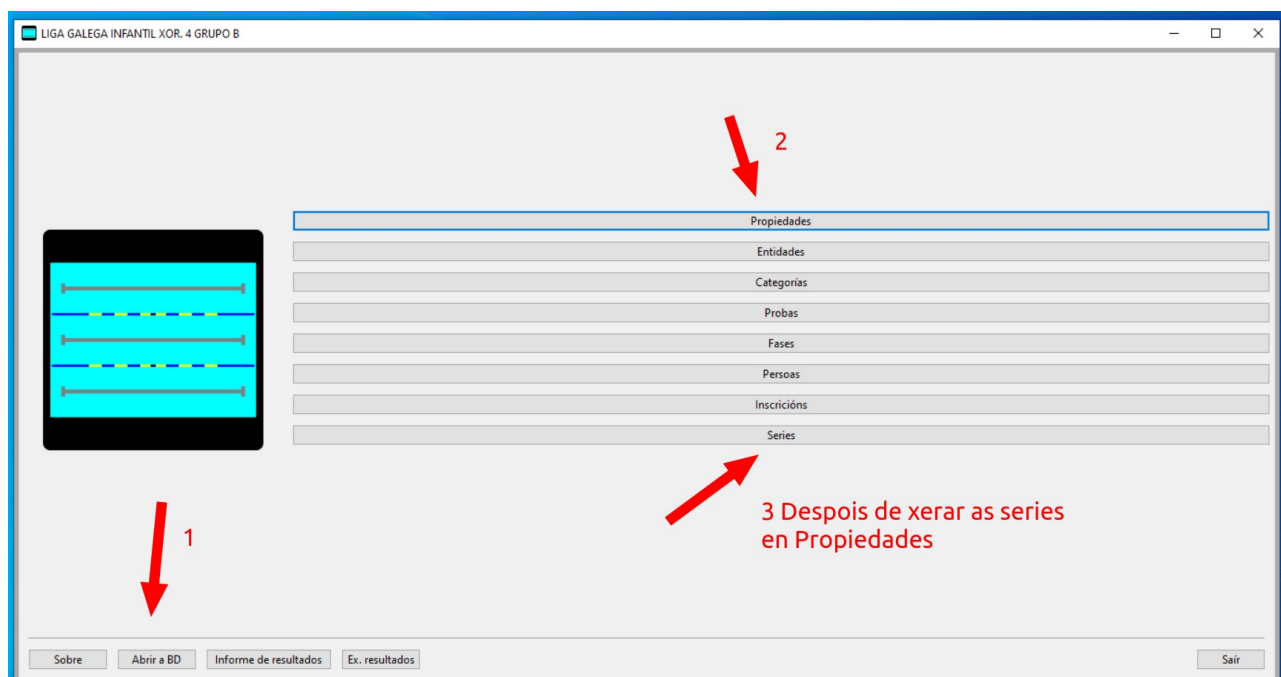 LIGA GALEGA INFANTIL XOR. 4 GRUPO B
2
Propiedades
Entidades
Categorías
Probas
Fases
Persoas
Inscricións
Series
1
3 Despois de xerar as series
en Propiedades
Sobre
Abrir a BD
Informe de resultados
Ex. resultados
Saír